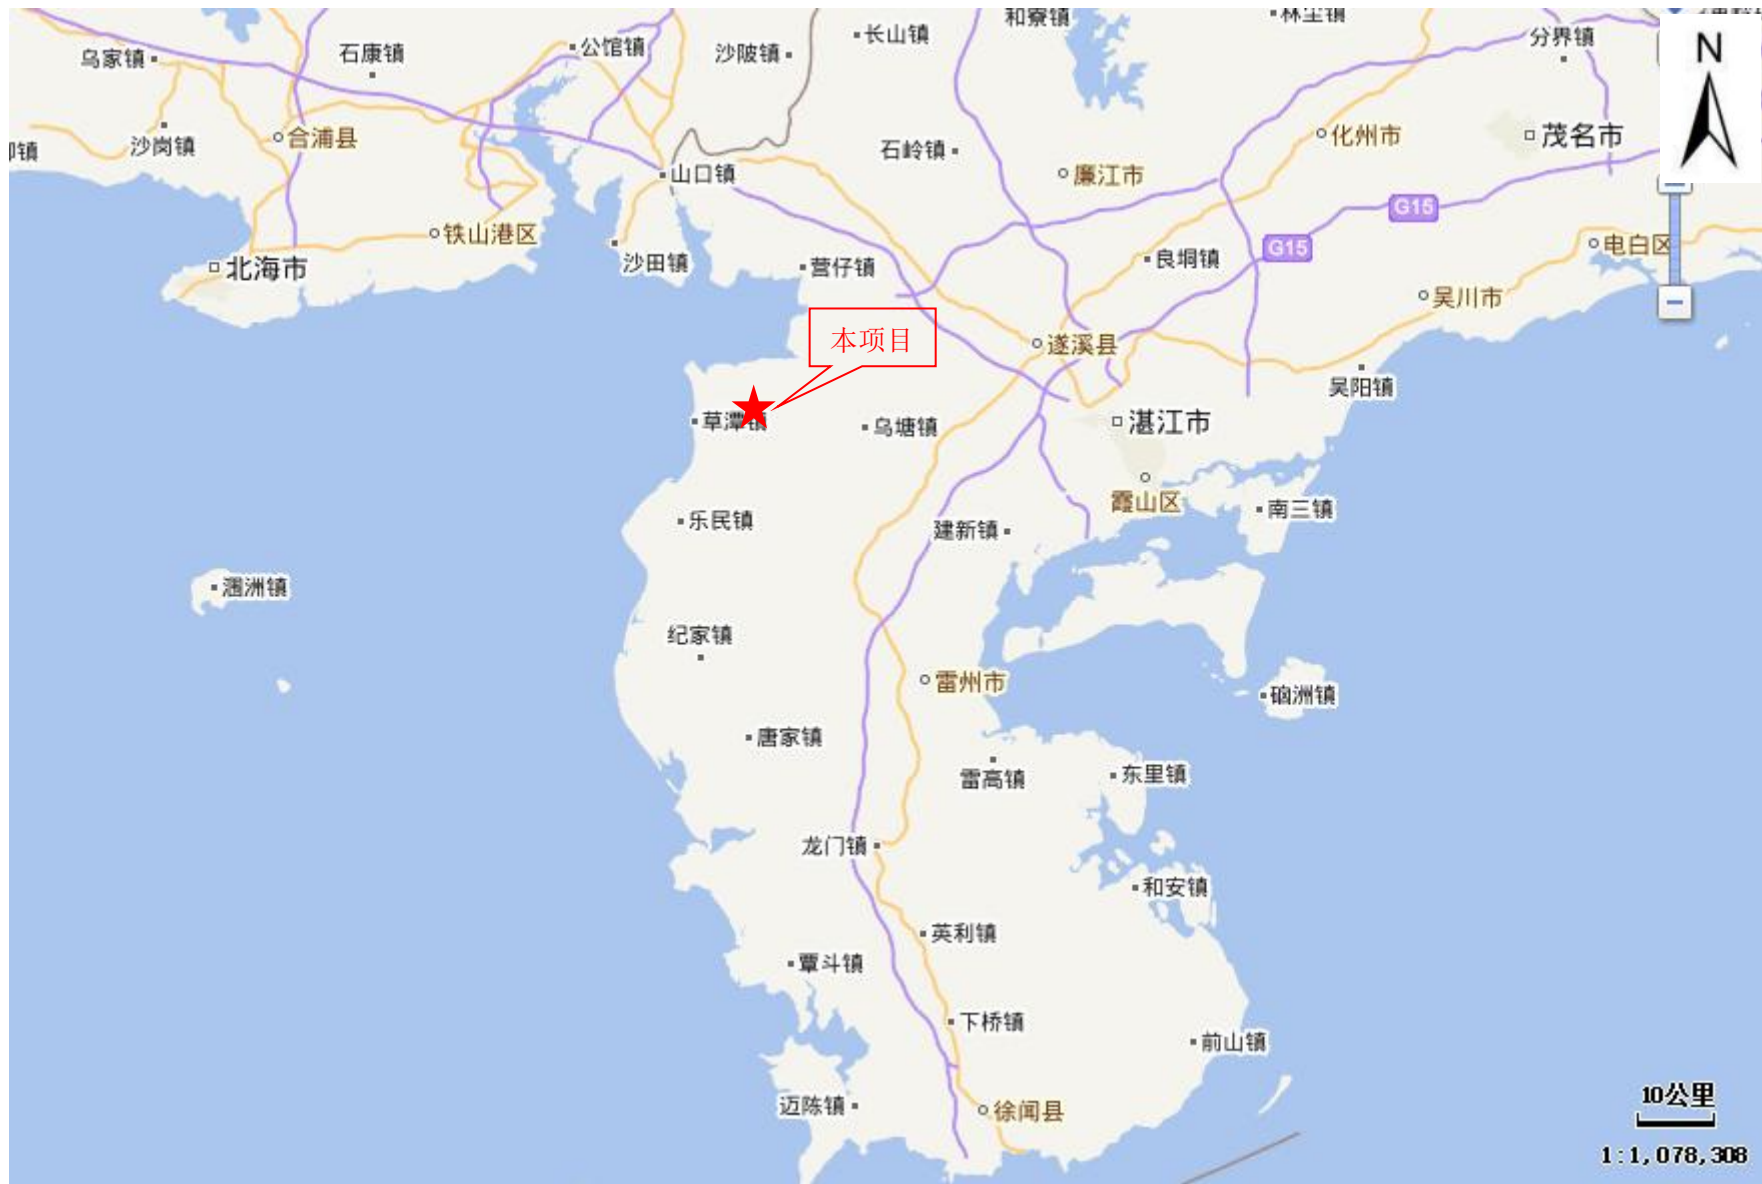 和寮镇
长山镇
分界镇
乌家镇
石康镇
公馆镇
沙陂镇
N
沙岗镇
合浦县
石岭镇
化州市
茂名市
山口镇
廉江市
G15
铁山港区
G15
电白区
北海市
沙田镇
营仔镇
良垌镇
吴川市
本项目
遂溪县
吴阳镇
草潭镇
乌塘镇
湛江市
霞山区
南三镇
乐民镇
建新镇
涠洲镇
纪家镇
雷州市
硇洲镇
唐家镇
雷高镇
东里镇
龙门镇
和安镇
英利镇
覃斗镇
下桥镇
前山镇
迈陈镇
徐闻县
10公里
1:1,078,308